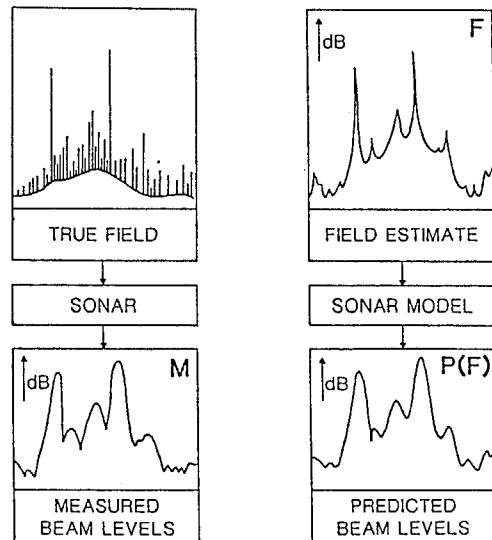 TRUE FIELD
SONAR
dB
M
MEASURED
BEAM LEVELS
dB
F
FIELD ESTIMATE
SONAR MODEL
dB
P(F)
PREDICTED
BEAM LEVELS